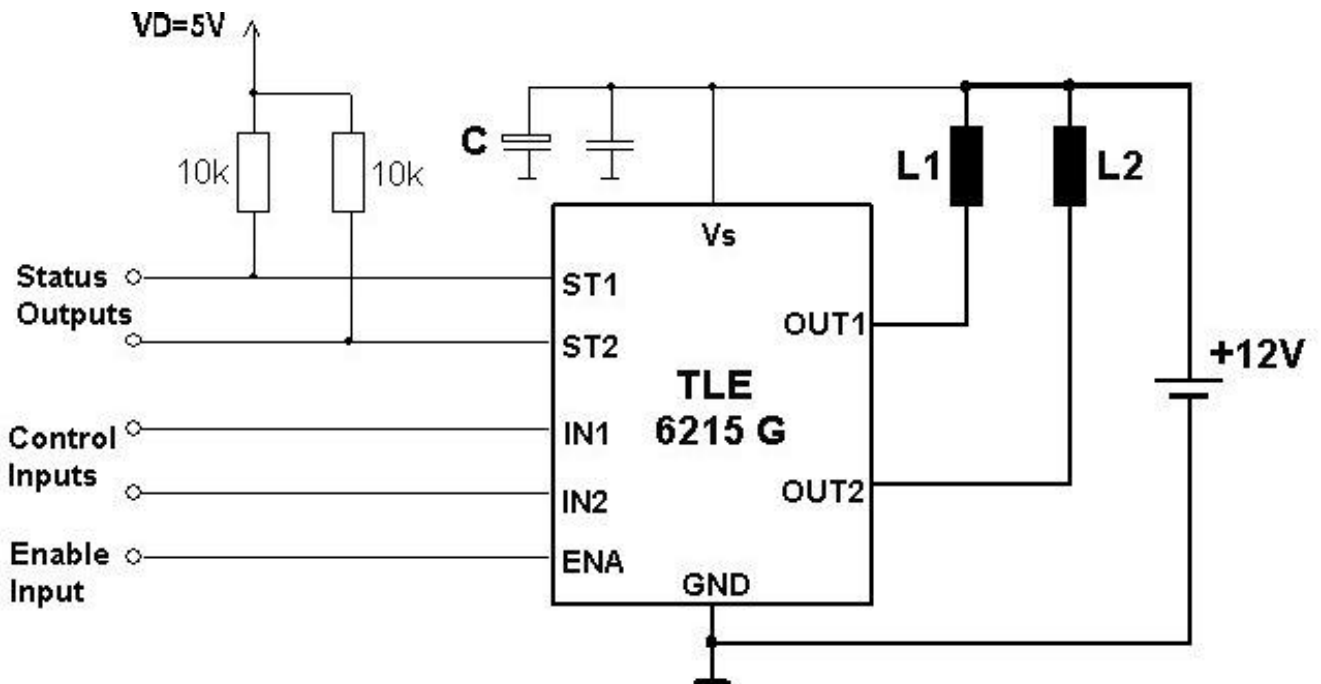 VD=5V
10k
10k
C
L1
L2
Vs
Status
Outputs
ST1
ST2
OUT1
+12V
TLE
6215 G
Control
Inputs
IN1
IN2
OUT2
Enable
Input
ENA
GND